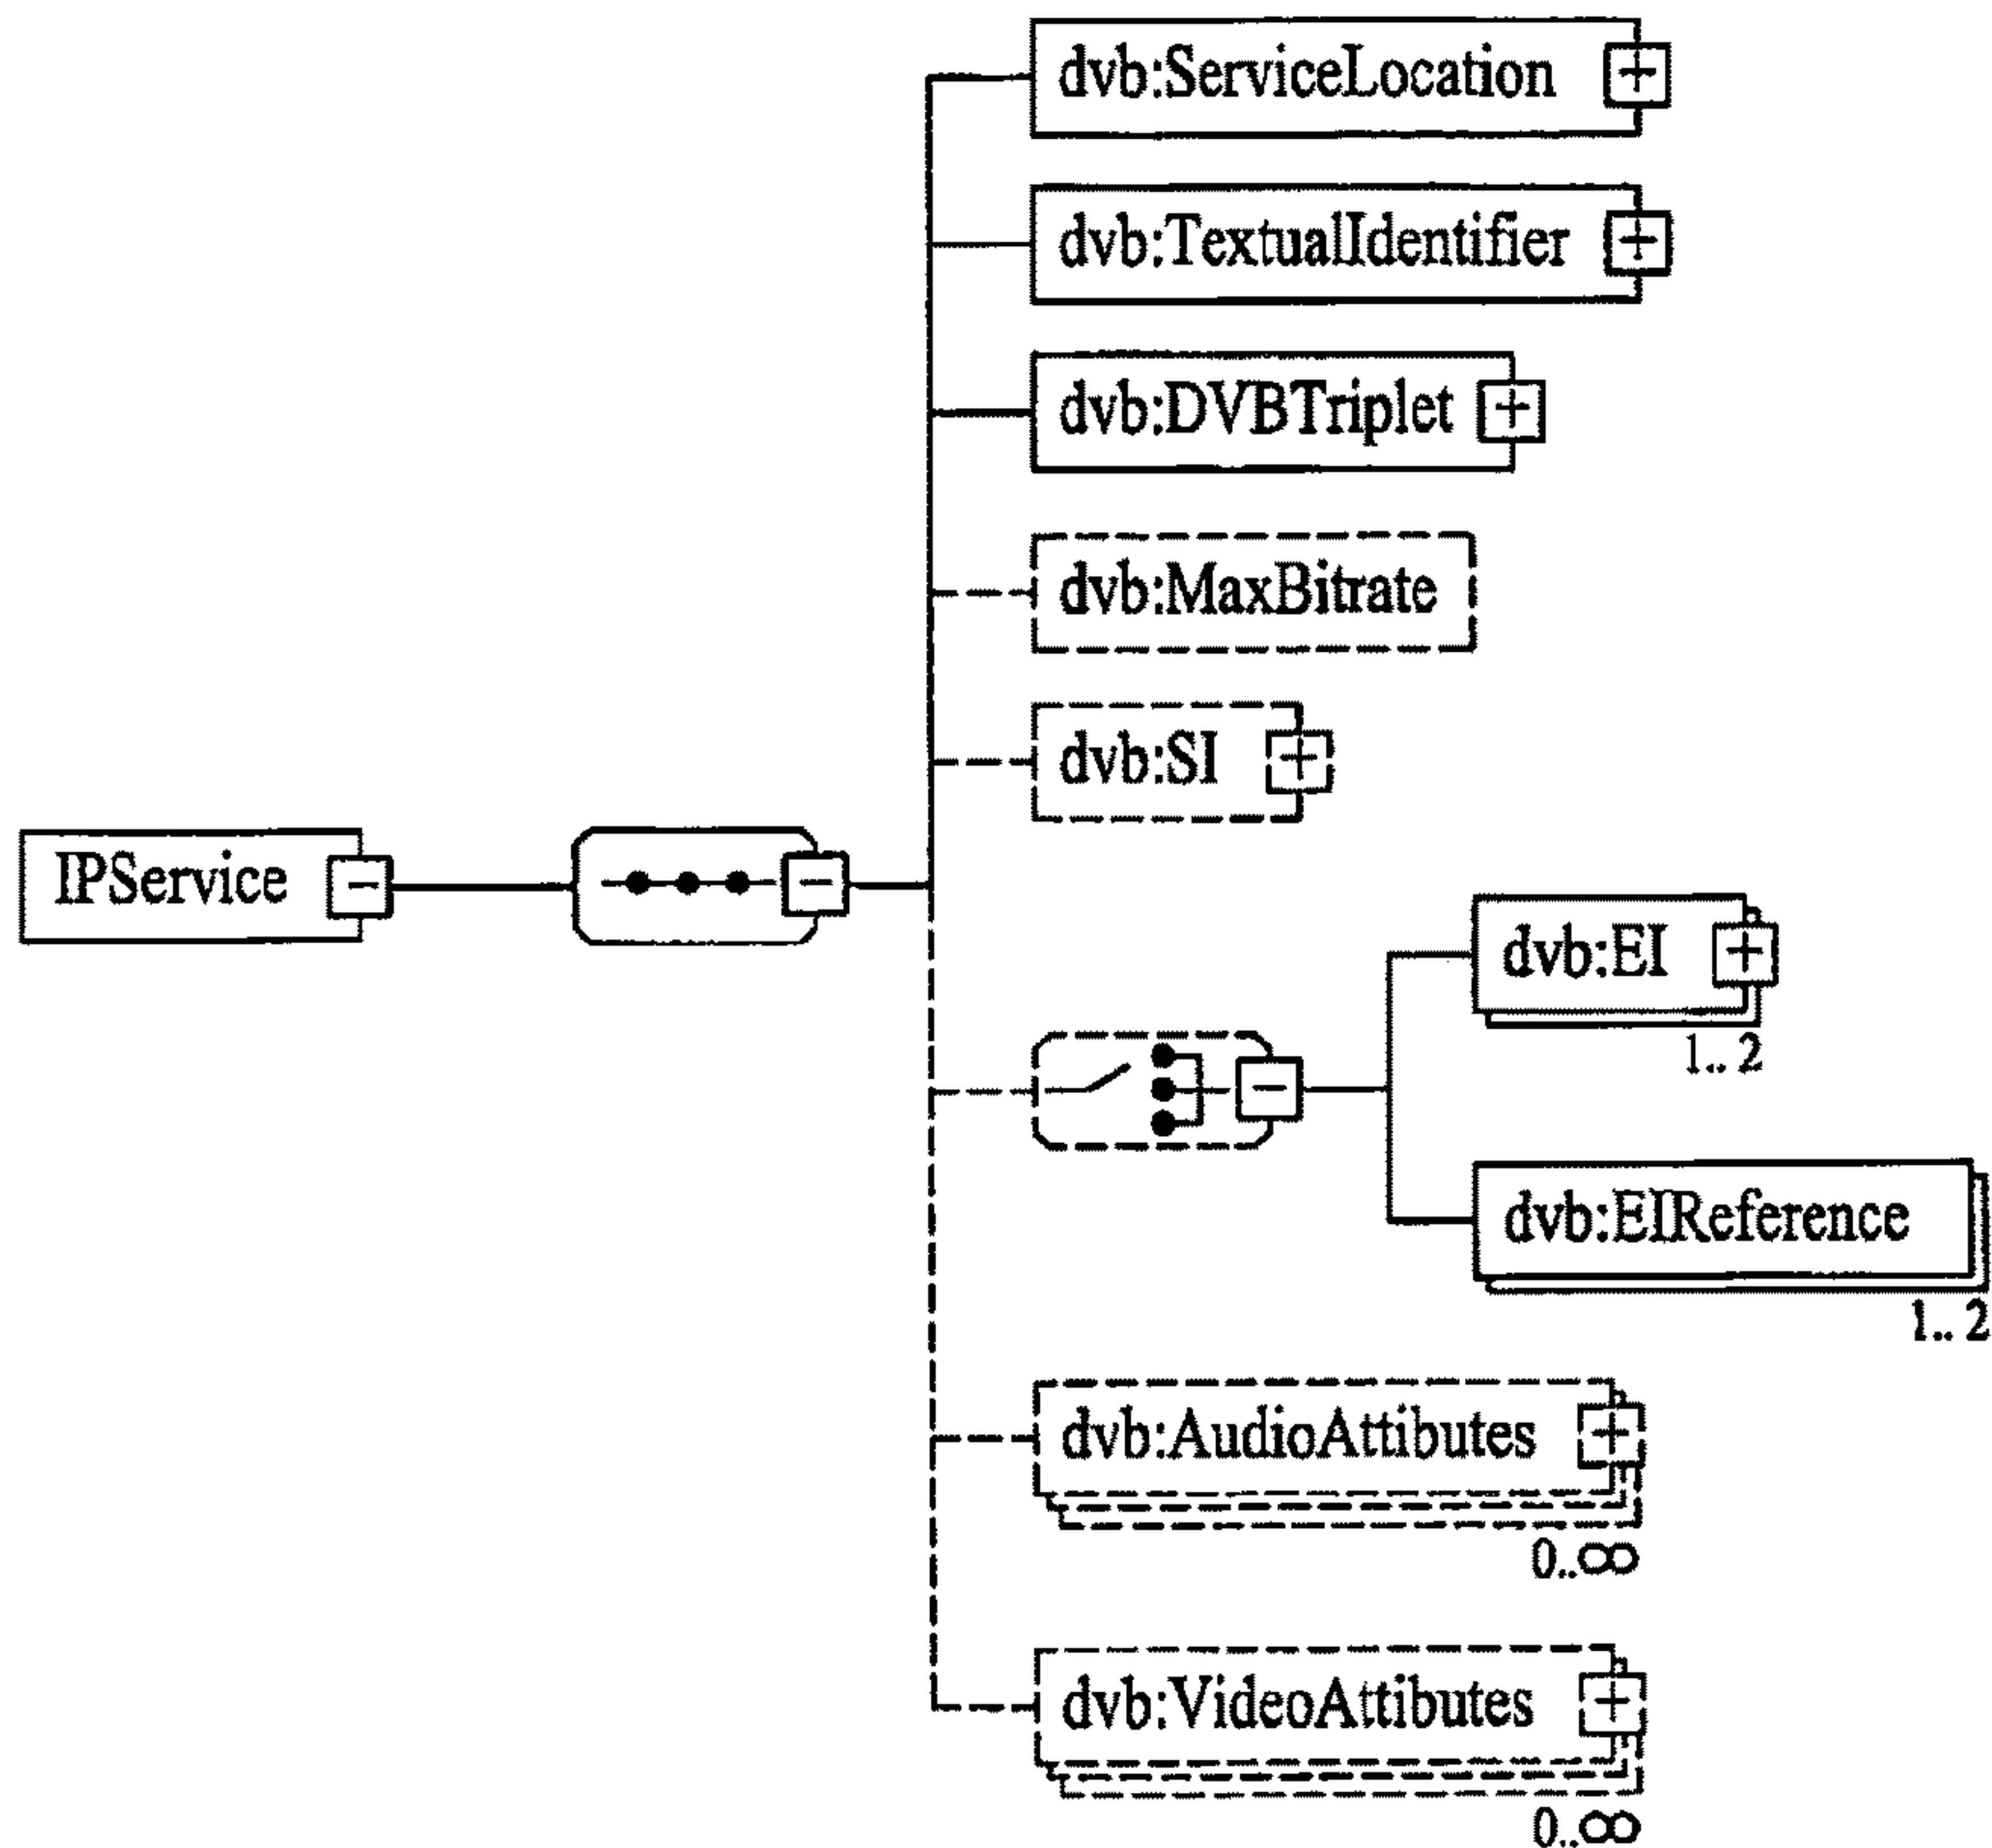 dvb:ServiceLocation
dvb:TextualIdentifier
dvb:DVBTriplet
dvb:MaxBitrate
dvb:SI
IPService
dvb:EI
1.. 2
dvb:EIReference
1.. 2
dvb:AudioAttibutes
0..∞
dvb:VideoAttibutes
0..∞